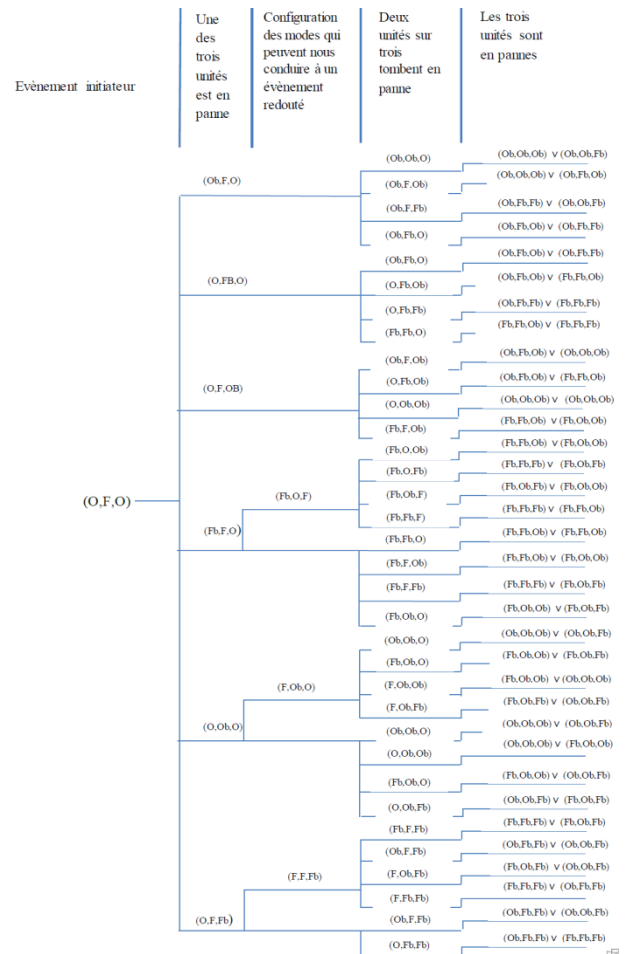 Evènement initiateur
Une
des
trois
unités
est en
panne
Configuration
des modes qui
peuvent nous
conduire à un
évènement
redouté
Deux
unités sur
trois
tombent en
panne
Les trois
unités sont
en pannes
(O,F,O)
(Ob,F,O)
(Ob,Ob,O)
(Ob,Ob,Ob) v (Ob,Ob,Fb)
(Ob,F,Ob)
(Ob,Ob,Ob) v (Ob,Fb,Ob)
(Ob,F,Fb)
(Ob,Fb,Fb) v (Ob,Ob,Fb)
(Ob,Fb,O)
(Ob,Fb,Ob) v (Ob,Fb,Fb)
(O,FB,O)
(Ob,Fb,O)
(Ob,Fb,Ob) v (Ob,Fb,Fb)
(O,Fb,Ob)
(Ob,Fb,Ob) v (Fb,Fb,Ob)
(O,Fb,Fb)
(Ob,Fb,Fb) v (Fb,Fb,Fb)
(Fb,Fb,O)
(Fb,Fb,Ob) v (Fb,Fb,Fb)
(O,F,OB)
(Ob,F,Ob)
(Ob,Fb,Ob) v (Ob,Ob,Ob)
(O,Fb,Ob)
(Ob,Fb,Ob) v (Fb,Fb,Ob)
(O,Ob,Ob)
(Ob,Ob,Ob) v (Ob,Ob,Ob)
(Fb,F,Ob)
(Fb,Fb,Ob) v (Fb,Ob,Ob)
(Fb,F,O)
(Fb,O,F)
(Fb,O,Ob)
(Fb,Fb,Ob) v (Fb,Ob,Ob)
(Fb,O,Fb)
(Fb,Fb,Fb) v (Fb,Ob,Fb)
(Fb,Ob,F)
(Fb,Ob,Fb) v (Fb,Ob,Ob)
(Fb,Fb,F)
(Fb,Fb,Fb) v (Fb,Fb,Ob)
(Fb,Fb,O)
(Fb,Fb,Ob) v (Fb,Fb,Ob)
(Fb,F,Ob)
(Fb,Fb,Ob) v (Fb,Ob,Ob)
(Fb,F,Fb)
(Fb,Fb,Fb) v (Fb,Ob,Fb)
(Fb,Ob,O)
(Fb,Ob,Ob) v (Fb,Ob,Fb)
(O,Ob,O)
(F,Ob,O)
(Ob,Ob,O)
(Ob,Ob,Ob) v (Ob,Ob,Fb)
(Fb,Ob,O)
(Fb,Ob,Ob) v (Fb,Ob,Fb)
(F,Ob,Ob)
(Fb,Ob,Ob) v (Ob,Ob,Ob)
(F,Ob,Fb)
(Fb,Ob,Fb) v (Ob,Ob,Fb)
(Ob,Ob,O)
(Ob,Ob,Ob) v (Ob,Ob,Fb)
(O,Ob,Ob)
(Ob,Ob,Ob) v (Fb,Ob,Ob)
(Fb,Ob,O)
(Fb,Ob,Ob) v (Ob,Ob,Fb)
(O,Ob,Fb)
(Ob,Ob,Fb) v (Fb,Ob,Fb)
(O,F,Fb)
(F,F,Fb)
(Fb,F,Fb)
(Fb,Fb,Fb) v (Fb,Ob,Fb)
(Ob,F,Fb)
(Ob,Fb,Fb) v (Ob,Ob,Fb)
(F,Ob,Fb)
(Fb,Ob,Fb) v (Ob,Ob,Fb)
(F,Fb,Fb)
(Fb,Fb,Fb) v (Ob,Fb,Fb)
(Ob,F,Fb)
(Ob,Fb,Fb) v (Ob,Ob,Fb)
(O,Fb,Fb)
(Ob,Fb,Fb) v (Fb,Fb,Fb)